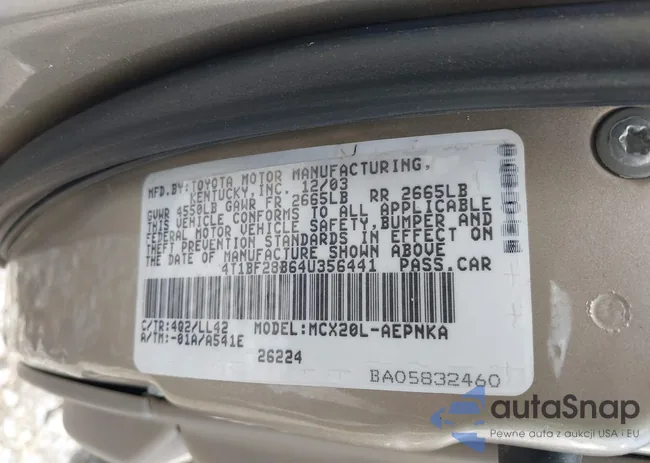 MFD.BY:TOYOTA MOTOR MANUFACTURING,
KENTUCKY,INC. 12/03
GVWR 4550LB GAWR FR 2665LB RR 2665LB
THIS VEHICLE CONFORMS TO ALL APPLICABLE
FEDERAL MOTOR VEHICLE SAFETY,BUMPER AND
THEFT PREVENTION STANDARDS IN EFFECT ON
THE DATE OF MANUFACTURE SHOWN ABOVE
4T1BF28B64U356441 PASS.CAR
C/TR:4Q2/LL42 MODEL:MCX20L-AEPNKA
A/TM:-01A/A541E
26224
BA05832460
autoSnap
Pewne auta z aukcji USA i EU